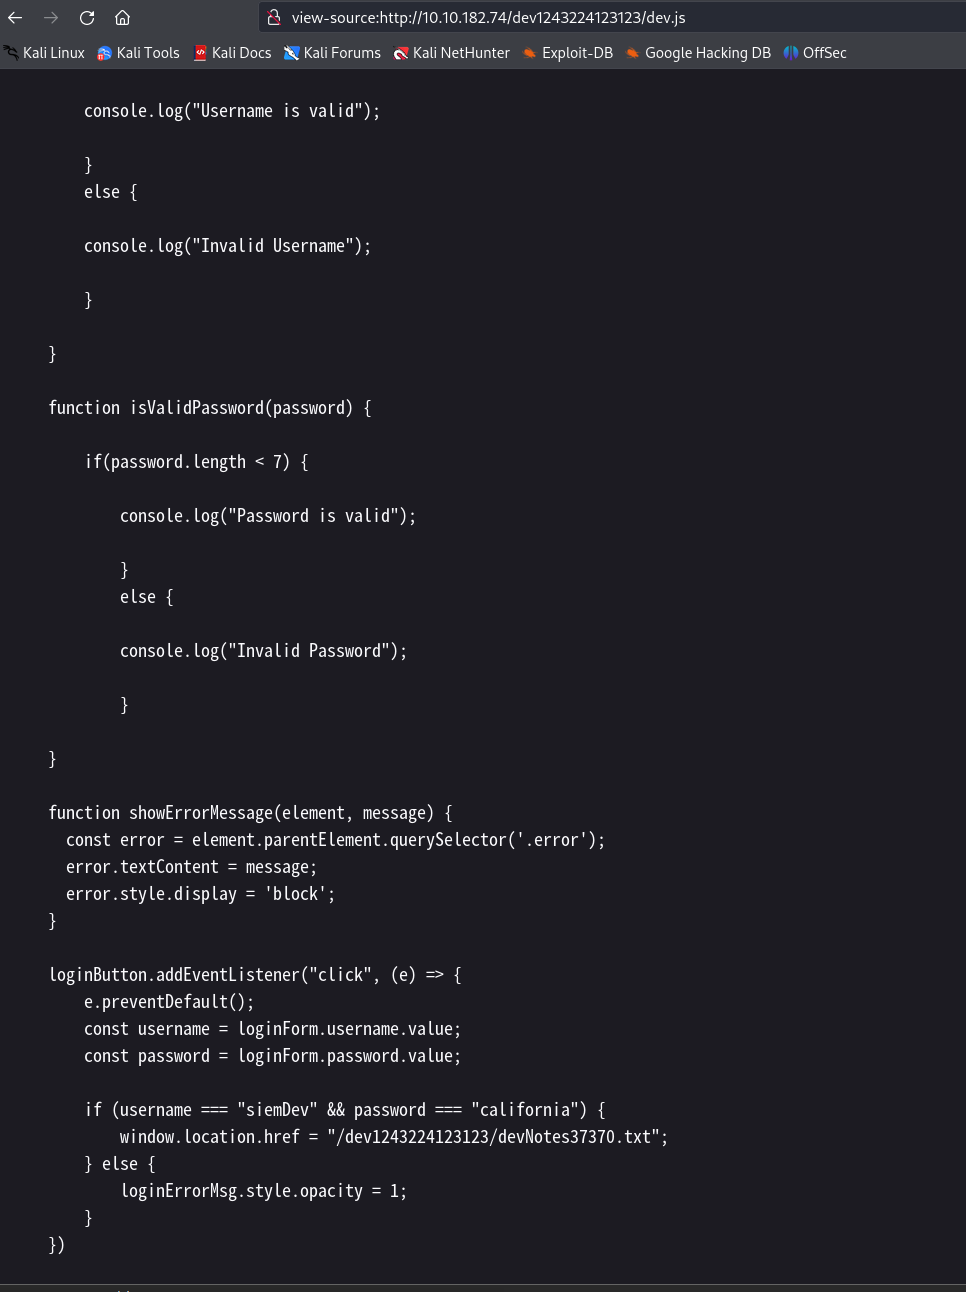 view-source:http://10.10.182.74/dev1243224123123/dev.js
Kali Linux Kali Tools Kali Docs Kali Forums Kali NetHunter Exploit-DB Google Hacking DB OffSec
console.log("Username is valid");
}
else {
console.log("Invalid Username");
}
}
function isValidPassword(password) {
if(password.length < 7) {
console.log("Password is valid");
}
else {
console.log("Invalid Password");
}
}
function showErrorMessage(element, message) {
const error = element.parentElement.querySelector('.error');
error.textContent = message;
error.style.display = 'block';
}
loginButton.addEventListener("click", (e) => {
e.preventDefault();
const username = loginForm.username.value;
const password = loginForm.password.value;
if (username === "siemDev" && password === "california") {
window.location.href = "/dev1243224123123/devNotes37370.txt";
} else {
loginErrorMsg.style.opacity = 1;
}
})